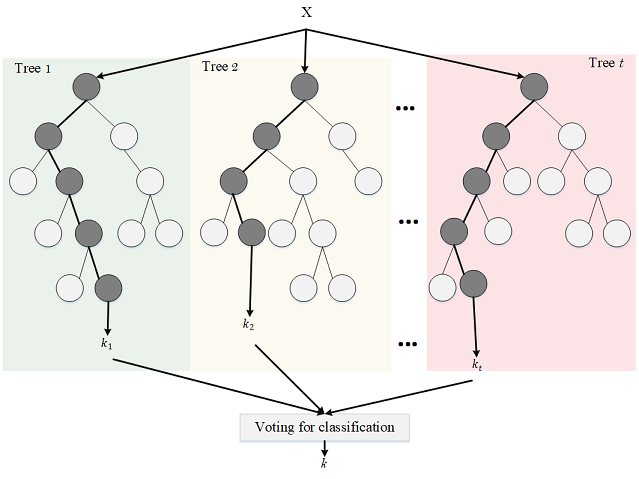 X
Tree 1
Tree 2
Tree t
...
...
...
k1
k2
kt
Voting for classification
k